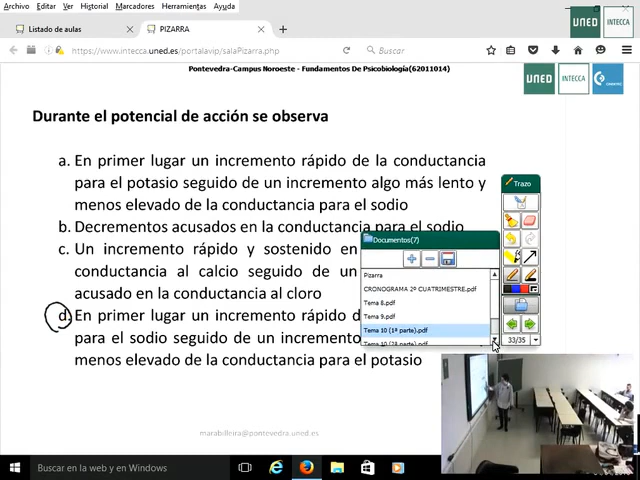 Archivo Editar Ver Historial Marcadores Herramientas Ayuda
Listado de aulas × PIZARRA × +
https://www.intecca.uned.es/portalavip/salaPizarra.php Buscar
Pontevedra-Campus Noroeste - Fundamentos De Psicobiología(62011014)
UNED INTECCA
UNED INTECCA
Durante el potencial de acción se observa
a. En primer lugar un incremento rápido de la conductancia
para el potasio seguido de un incremento algo más lento y
menos elevado de la conductancia para el sodio
b. Decrementos acusados en la conductancia para el sodio
c. Un incremento rápido y sostenido en
conductancia al calcio seguido de un
acusado en la conductancia al cloro
d. En primer lugar un incremento rápido d
para el sodio seguido de un incremento
menos elevado de la conductancia para el potasio
Trazo
Documentos(7)
Pizarra
CRONOGRAMA 2º CUATRIMESTRE.pdf
Tema 8.pdf
Tema 9.pdf
Tema 10 (1ª parte).pdf
Tema 10 (2ª parte).pdf
33/35
marabilleira@pontevedra.uned.es
Buscar en la web y en Windows